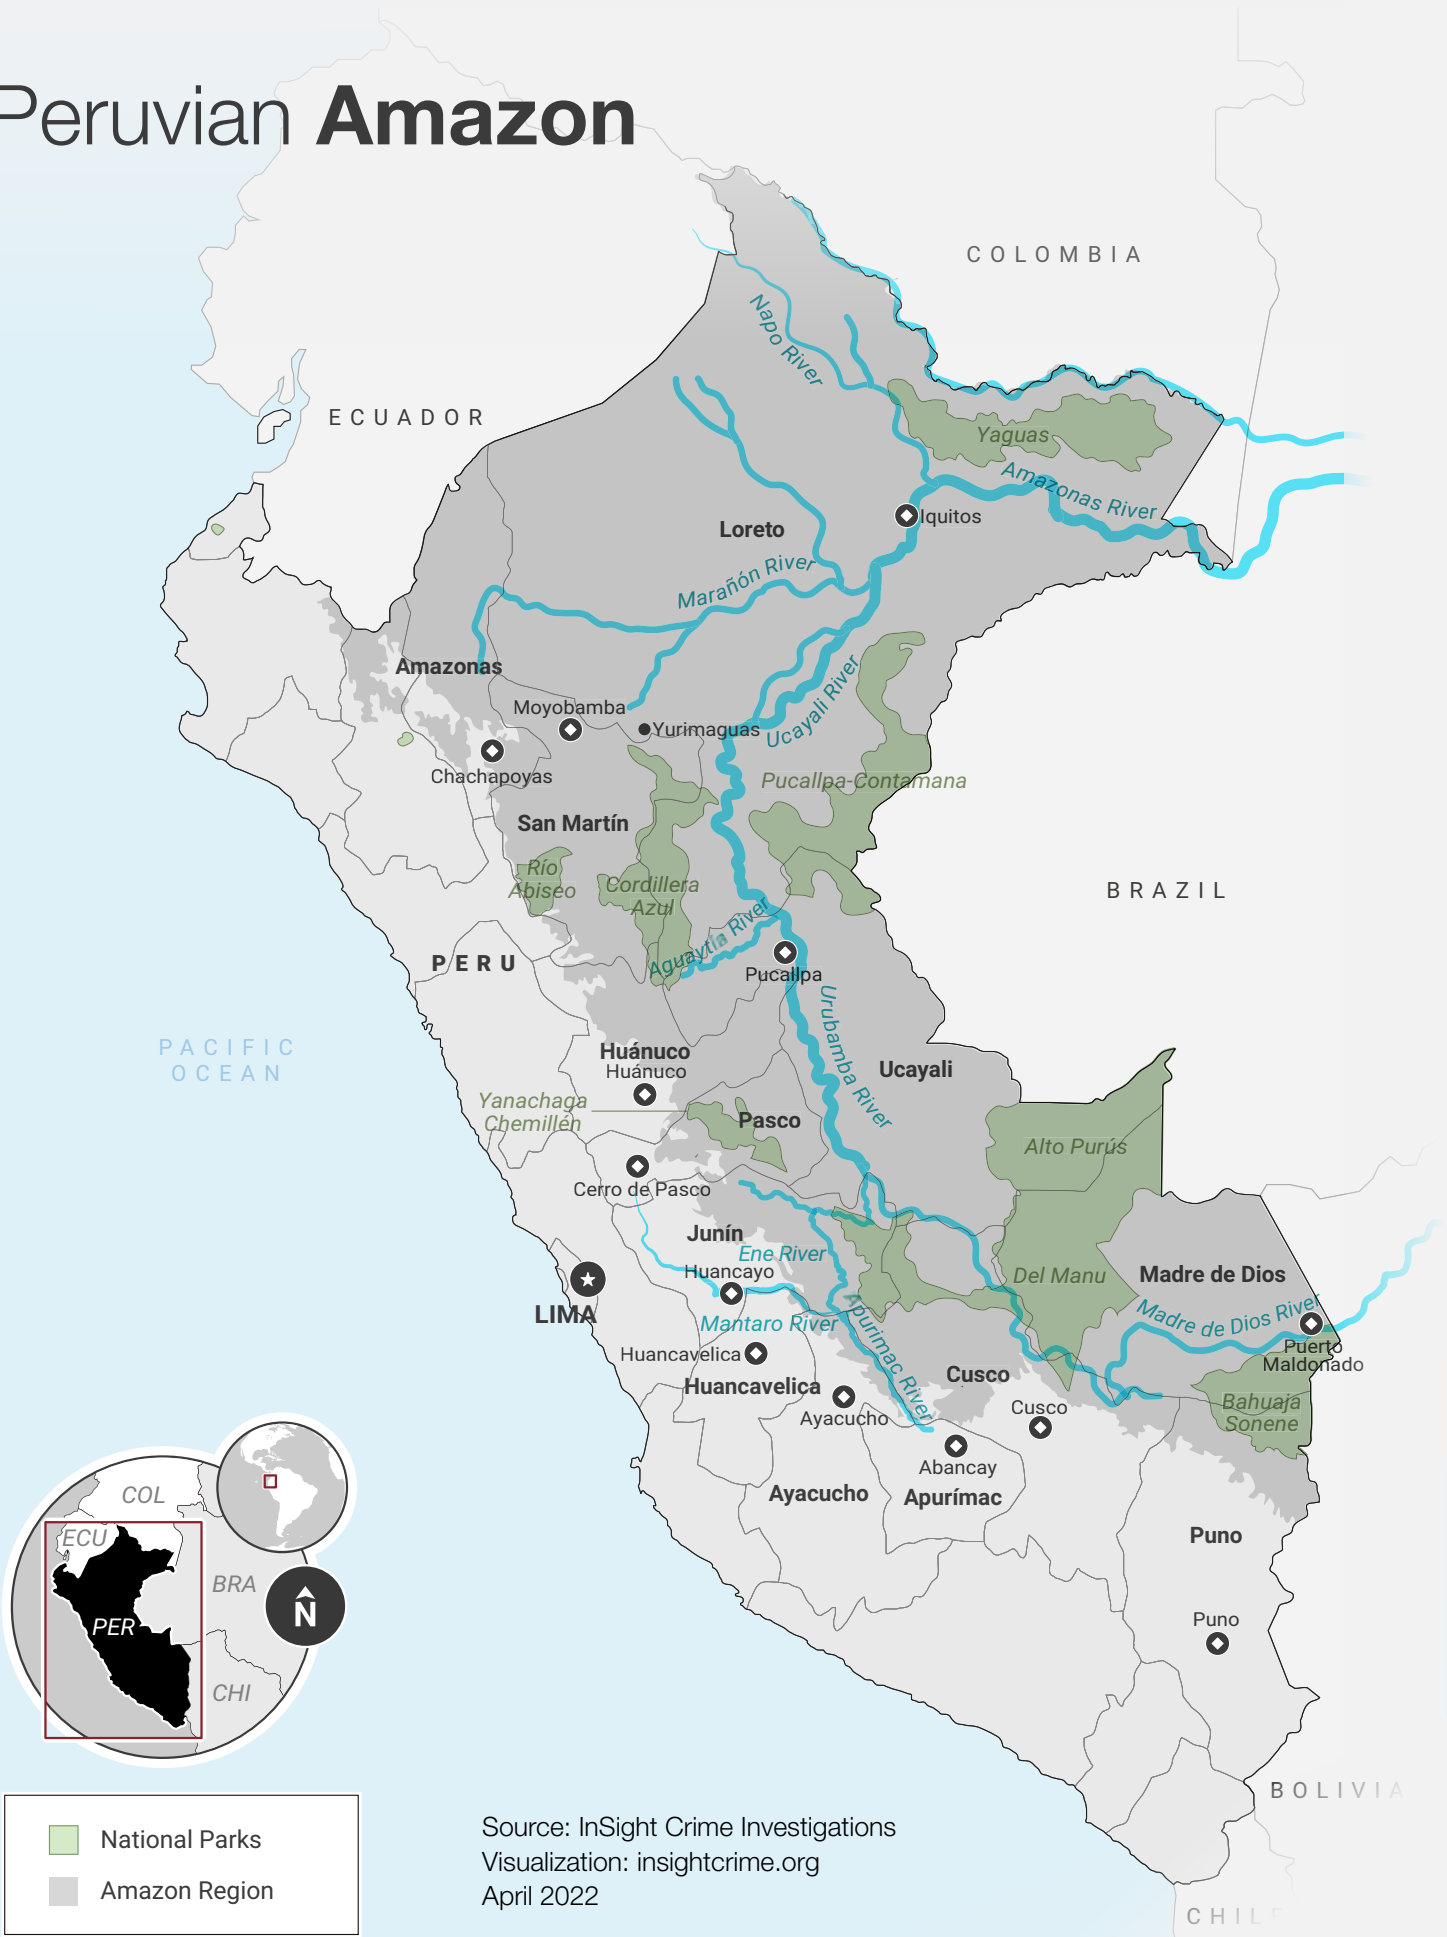 Peruvian Amazon
COLOMBIA
Napo River
ECUADOR
Yaguas
Amazonas River
Iquitos
Loreto
Marañón River
Amazonas
Ucayali River
Moyobamba
Yurimaguas
Chachapoyas
Pucallpa-Contamana
San Martín
Río
Abiseo
Cordillera
Azul
BRAZIL
Aguaytía River
PERU
Pucallpa
Urubamba River
PACIFIC
OCEAN
Huánuco
Huánuco
Ucayali
Yanachaga
Chemillén
Pasco
Alto Purús
Cerro de Pasco
Junín
Ene River
Huancayo
Del Manu
Madre de Dios
Madre de Dios River
LIMA
Mantaro River
Apurimac River
Puerto
Maldonado
Huancavelica
Huancavelica
Cusco
Cusco
Bahuaja
Sonene
Ayacucho
Abancay
Ayacucho
Apurímac
Puno
Puno
COL
ECU
BRA
PER
CHI
N
BOLIVIA
CHILE
National Parks
Amazon Region
Source: InSight Crime Investigations
Visualization: insightcrime.org
April 2022